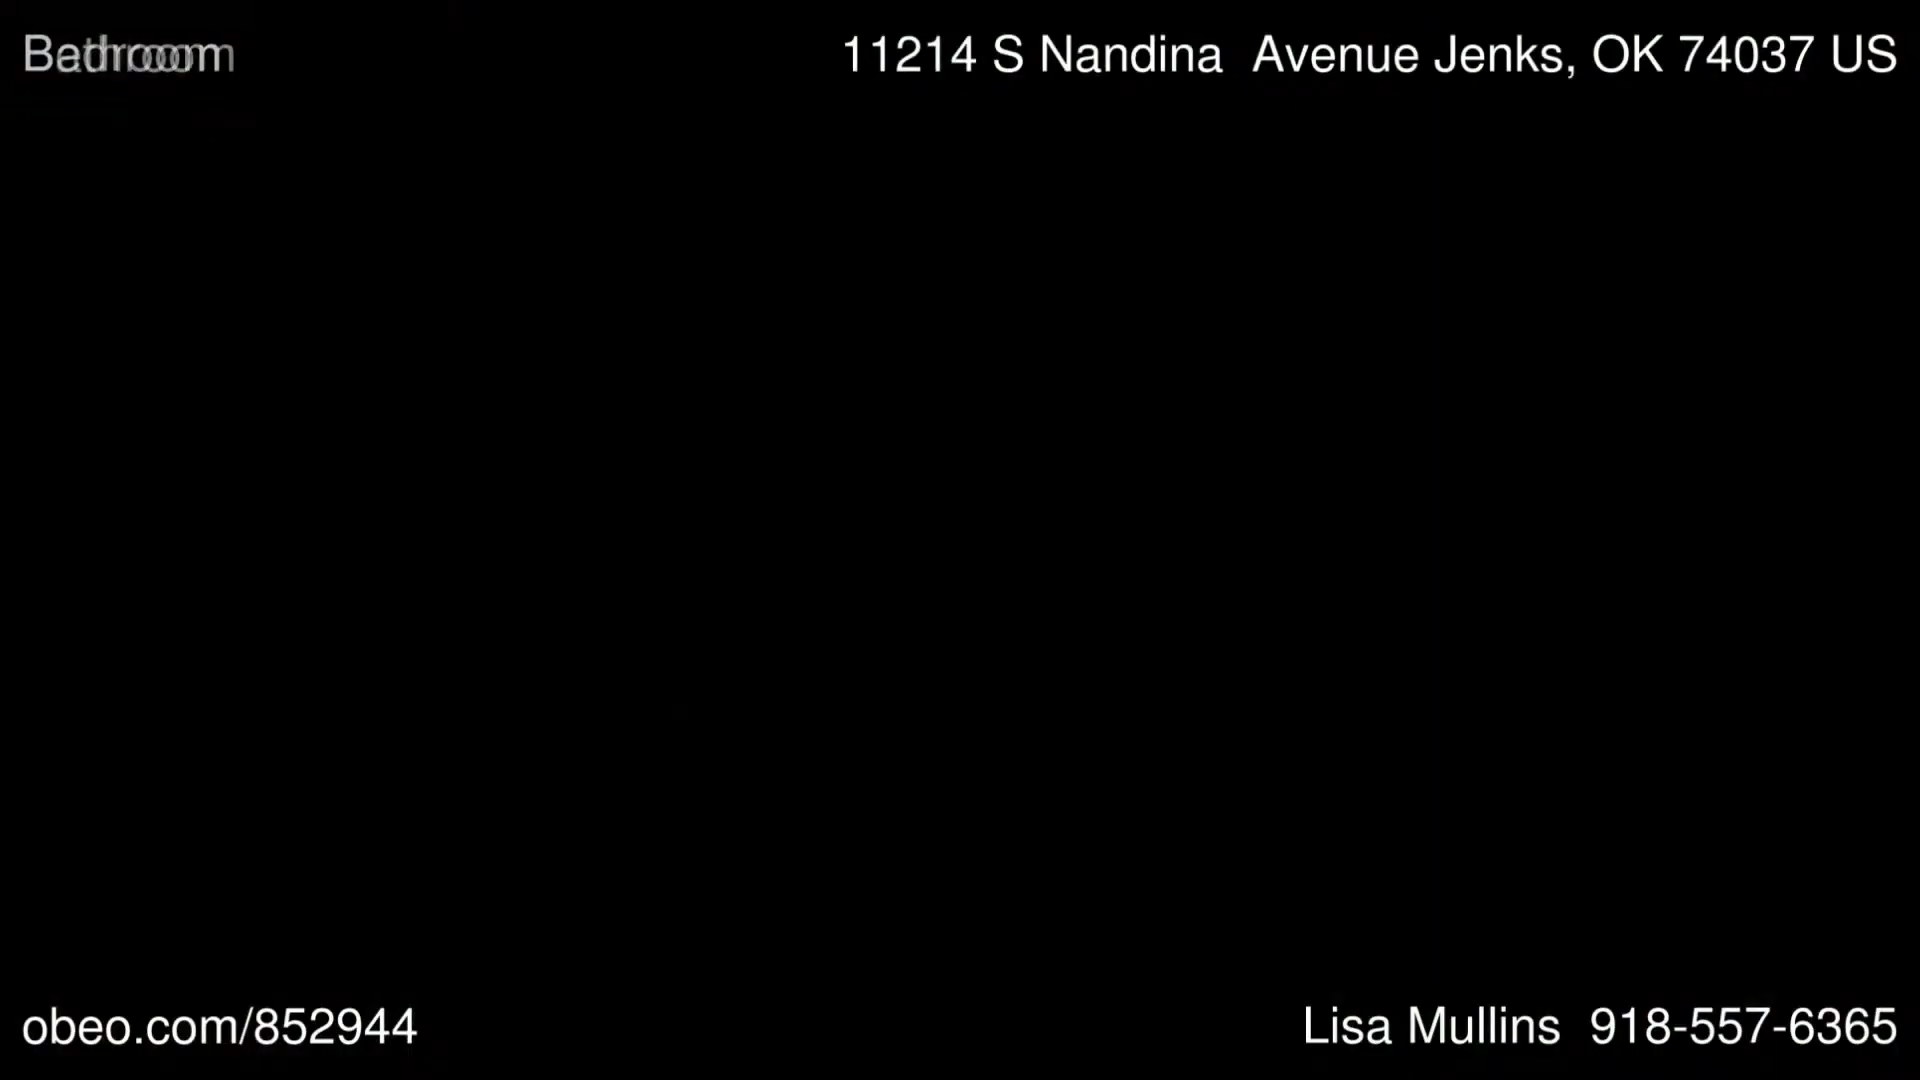 11214 S Nandina  Avenue Jenks, OK 74037 US
obeo.com/852944
Lisa Mullins  918-557-6365